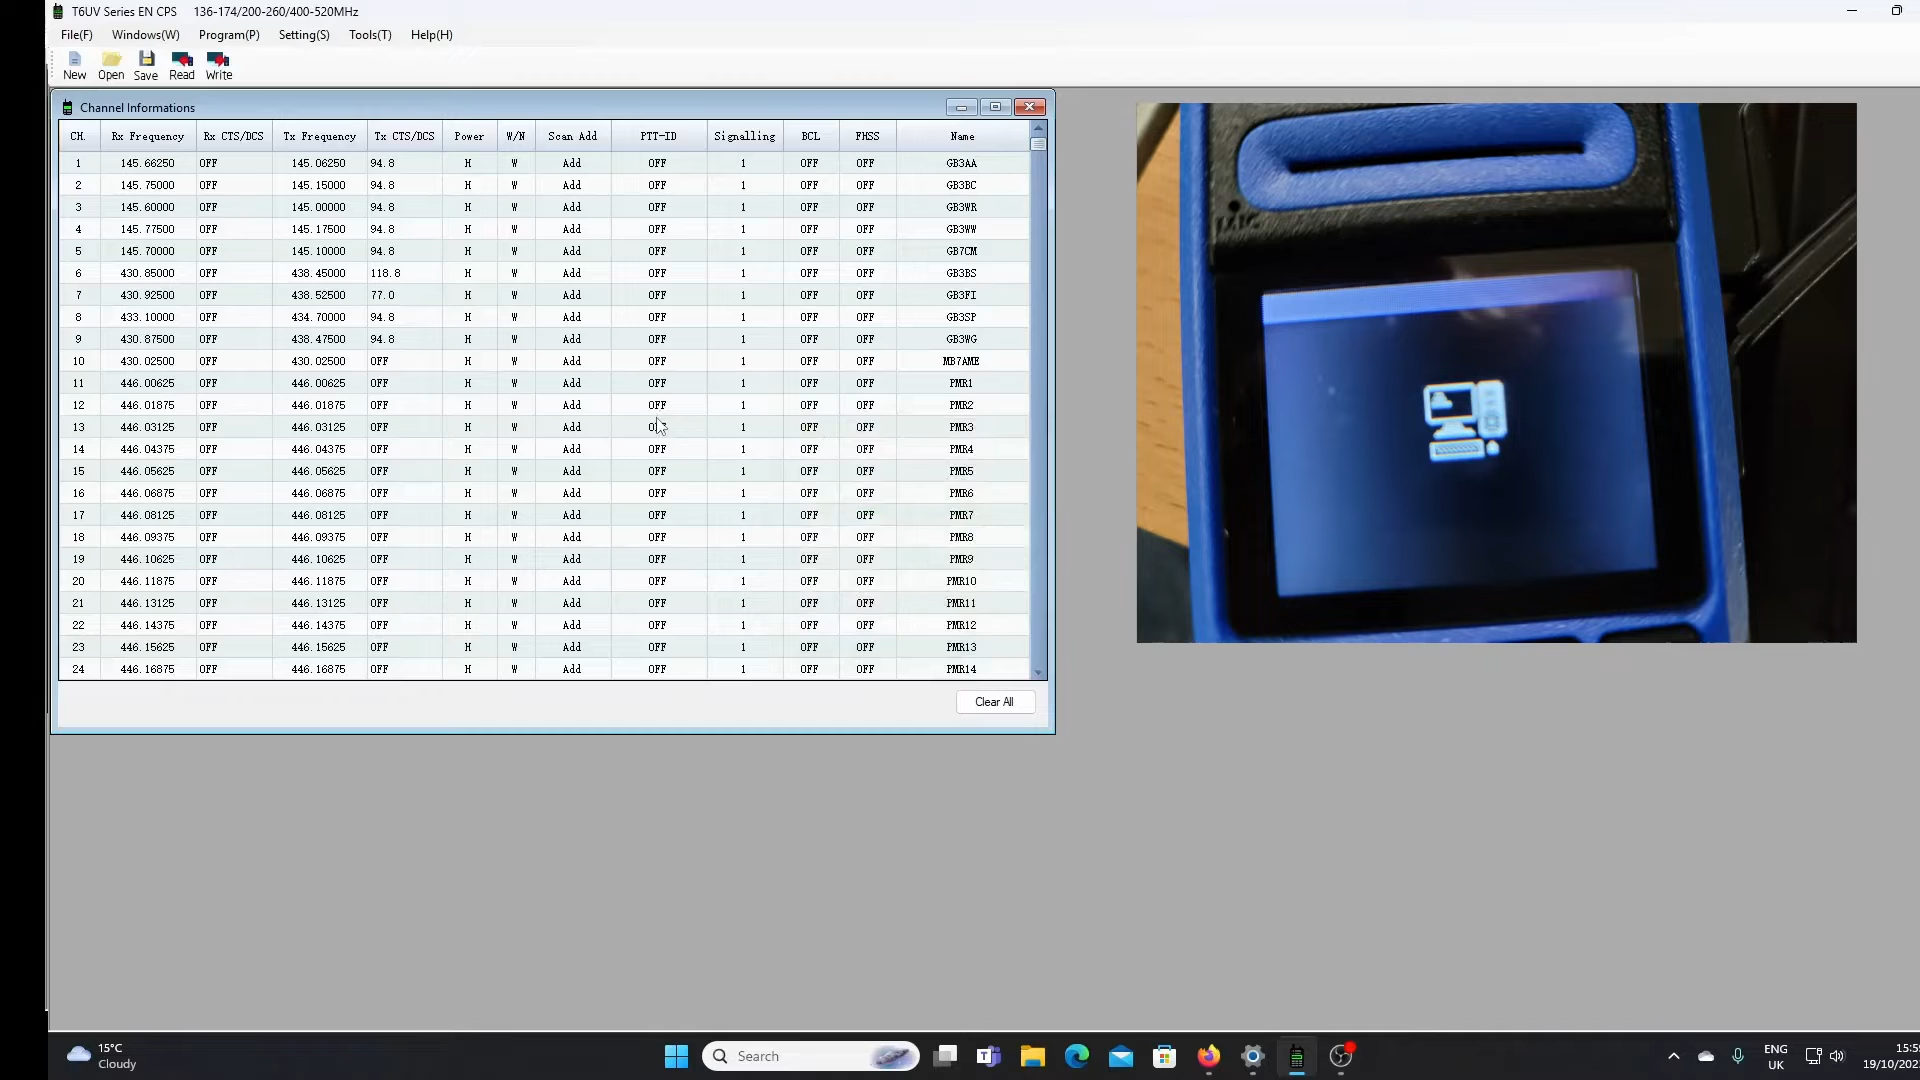 T6UV Series EN CPS 136-174/200-260/400-520MHz
File(F) Windows(W) Program(P) Setting(S) Tools(T) Help(H)
New Open Save Read Write
Channel Informations
CH. Rx Frequency Rx CTS/DCS Tx Frequency Tx CTS/DCS Power W/N Scan Add PTT-ID Signalling BCL FHSS Name
1 145.66250 OFF 145.06250 94.8 H W Add OFF 1 OFF OFF GB3AA
2 145.75000 OFF 145.15000 94.8 H W Add OFF 1 OFF OFF GB3BC
3 145.60000 OFF 145.00000 94.8 H W Add OFF 1 OFF OFF GB3WR
4 145.77500 OFF 145.17500 94.8 H W Add OFF 1 OFF OFF GB3WW
5 145.70000 OFF 145.10000 94.8 H W Add OFF 1 OFF OFF GB7CM
6 430.85000 OFF 438.45000 118.8 H W Add OFF 1 OFF OFF GB3BS
7 430.92500 OFF 438.52500 77.0 H W Add OFF 1 OFF OFF GB3FI
8 433.10000 OFF 434.70000 94.8 H W Add OFF 1 OFF OFF GB3SP
9 430.87500 OFF 438.47500 94.8 H W Add OFF 1 OFF OFF GB3WG
10 430.02500 OFF 430.02500 OFF H W Add OFF 1 OFF OFF MB7AME
11 446.00625 OFF 446.00625 OFF H W Add OFF 1 OFF OFF PMR1
12 446.01875 OFF 446.01875 OFF H W Add OFF 1 OFF OFF PMR2
13 446.03125 OFF 446.03125 OFF H W Add OFF 1 OFF OFF PMR3
14 446.04375 OFF 446.04375 OFF H W Add OFF 1 OFF OFF PMR4
15 446.05625 OFF 446.05625 OFF H W Add OFF 1 OFF OFF PMR5
16 446.06875 OFF 446.06875 OFF H W Add OFF 1 OFF OFF PMR6
17 446.08125 OFF 446.08125 OFF H W Add OFF 1 OFF OFF PMR7
18 446.09375 OFF 446.09375 OFF H W Add OFF 1 OFF OFF PMR8
19 446.10625 OFF 446.10625 OFF H W Add OFF 1 OFF OFF PMR9
20 446.11875 OFF 446.11875 OFF H W Add OFF 1 OFF OFF PMR10
21 446.13125 OFF 446.13125 OFF H W Add OFF 1 OFF OFF PMR11
22 446.14375 OFF 446.14375 OFF H W Add OFF 1 OFF OFF PMR12
23 446.15625 OFF 446.15625 OFF H W Add OFF 1 OFF OFF PMR13
24 446.16875 OFF 446.16875 OFF H W Add OFF 1 OFF OFF PMR14
Clear All
MIC
15°C
Cloudy
Search
ENG
UK
15:5
19/10/202